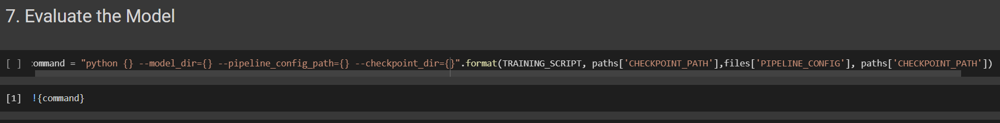 7. Evaluate the Model
[ ] command = "python {} --model_dir={} --pipeline_config_path={} --checkpoint_dir={}".format(TRAINING_SCRIPT, paths['CHECKPOINT_PATH'],files['PIPELINE_CONFIG'], paths['CHECKPOINT_PATH'])
[1] !{command}